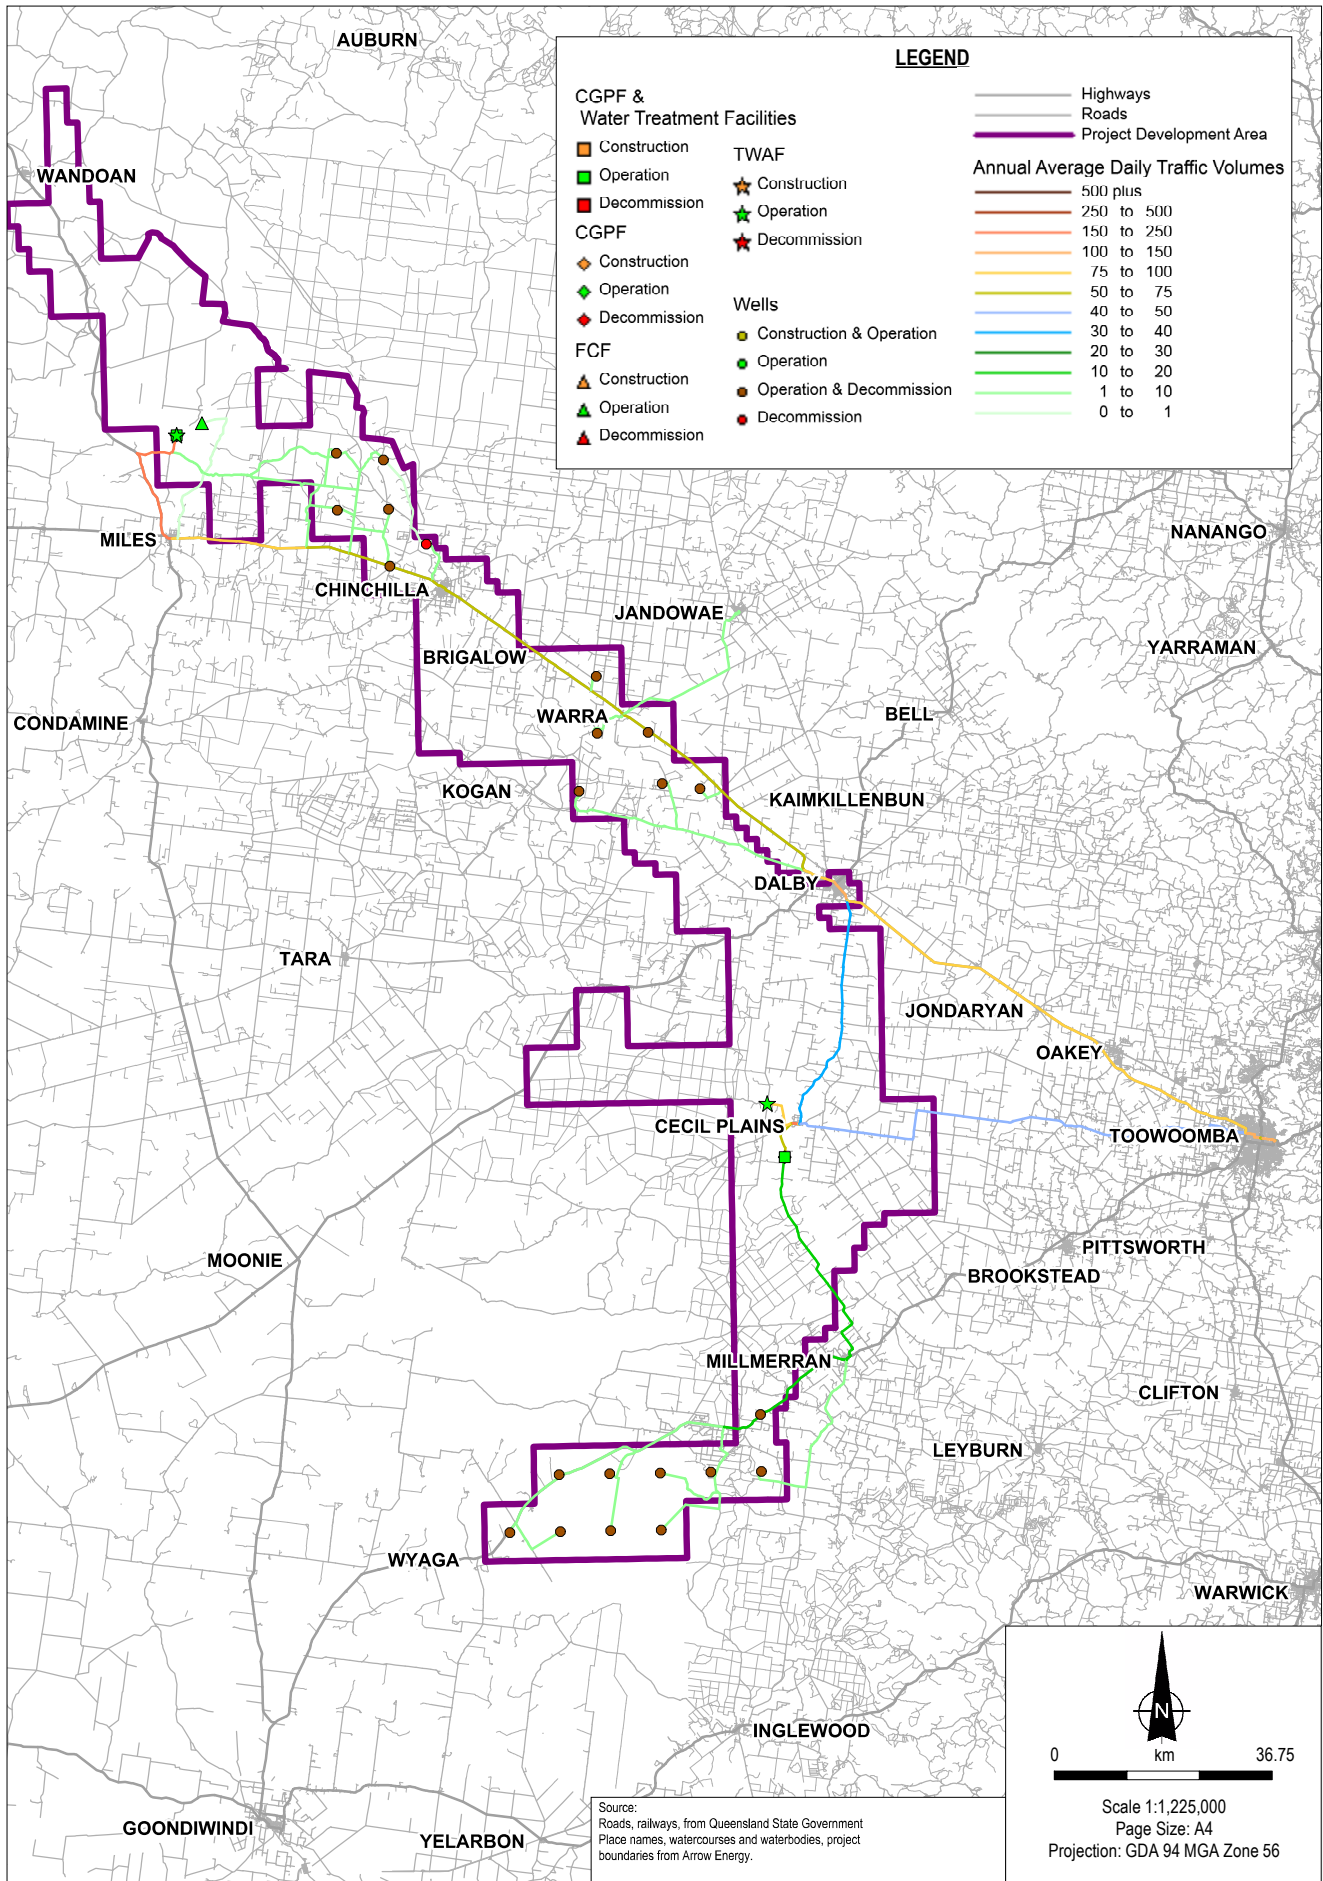 AUBURN
WANDOAN
LEGEND
CGPF &
Water Treatment Facilities
Construction
Operation
Decommission
CGPF
Construction
Operation
Decommission
FCF
Construction
Operation
Decommission
TWAF
Construction
Operation
Decommission
Wells
Construction & Operation
Operation
Operation & Decommission
Decommission
Highways
Roads
Project Development Area
Annual Average Daily Traffic Volumes
500 plus
250 to 500
150 to 250
100 to 150
75 to 100
50 to 75
40 to 50
30 to 40
20 to 30
10 to 20
1 to 10
0 to 1
MILES
NANANGO
CHINCHILLA
JANDOWAE
YARRAMAN
BRIGALOW
CONDAMINE
WARRA
BELL
KOGAN
KAIMKILLENBUN
DALBY
TARA
JONDARYAN
OAKEY
CECIL PLAINS
TOOWOOMBA
MOONIE
PITTSWORTH
BROOKSTEAD
MILLMERRAN
CLIFTON
LEYBURN
WYAGA
WARWICK
INGLEWOOD
GOONDIWINDI
YELARBON
N
0 km 36.75
Scale 1:1,225,000
Page Size: A4
Projection: GDA 94 MGA Zone 56
Source:
Roads, railways, from Queensland State Government
Place names, watercourses and waterbodies, project
boundaries from Arrow Energy.